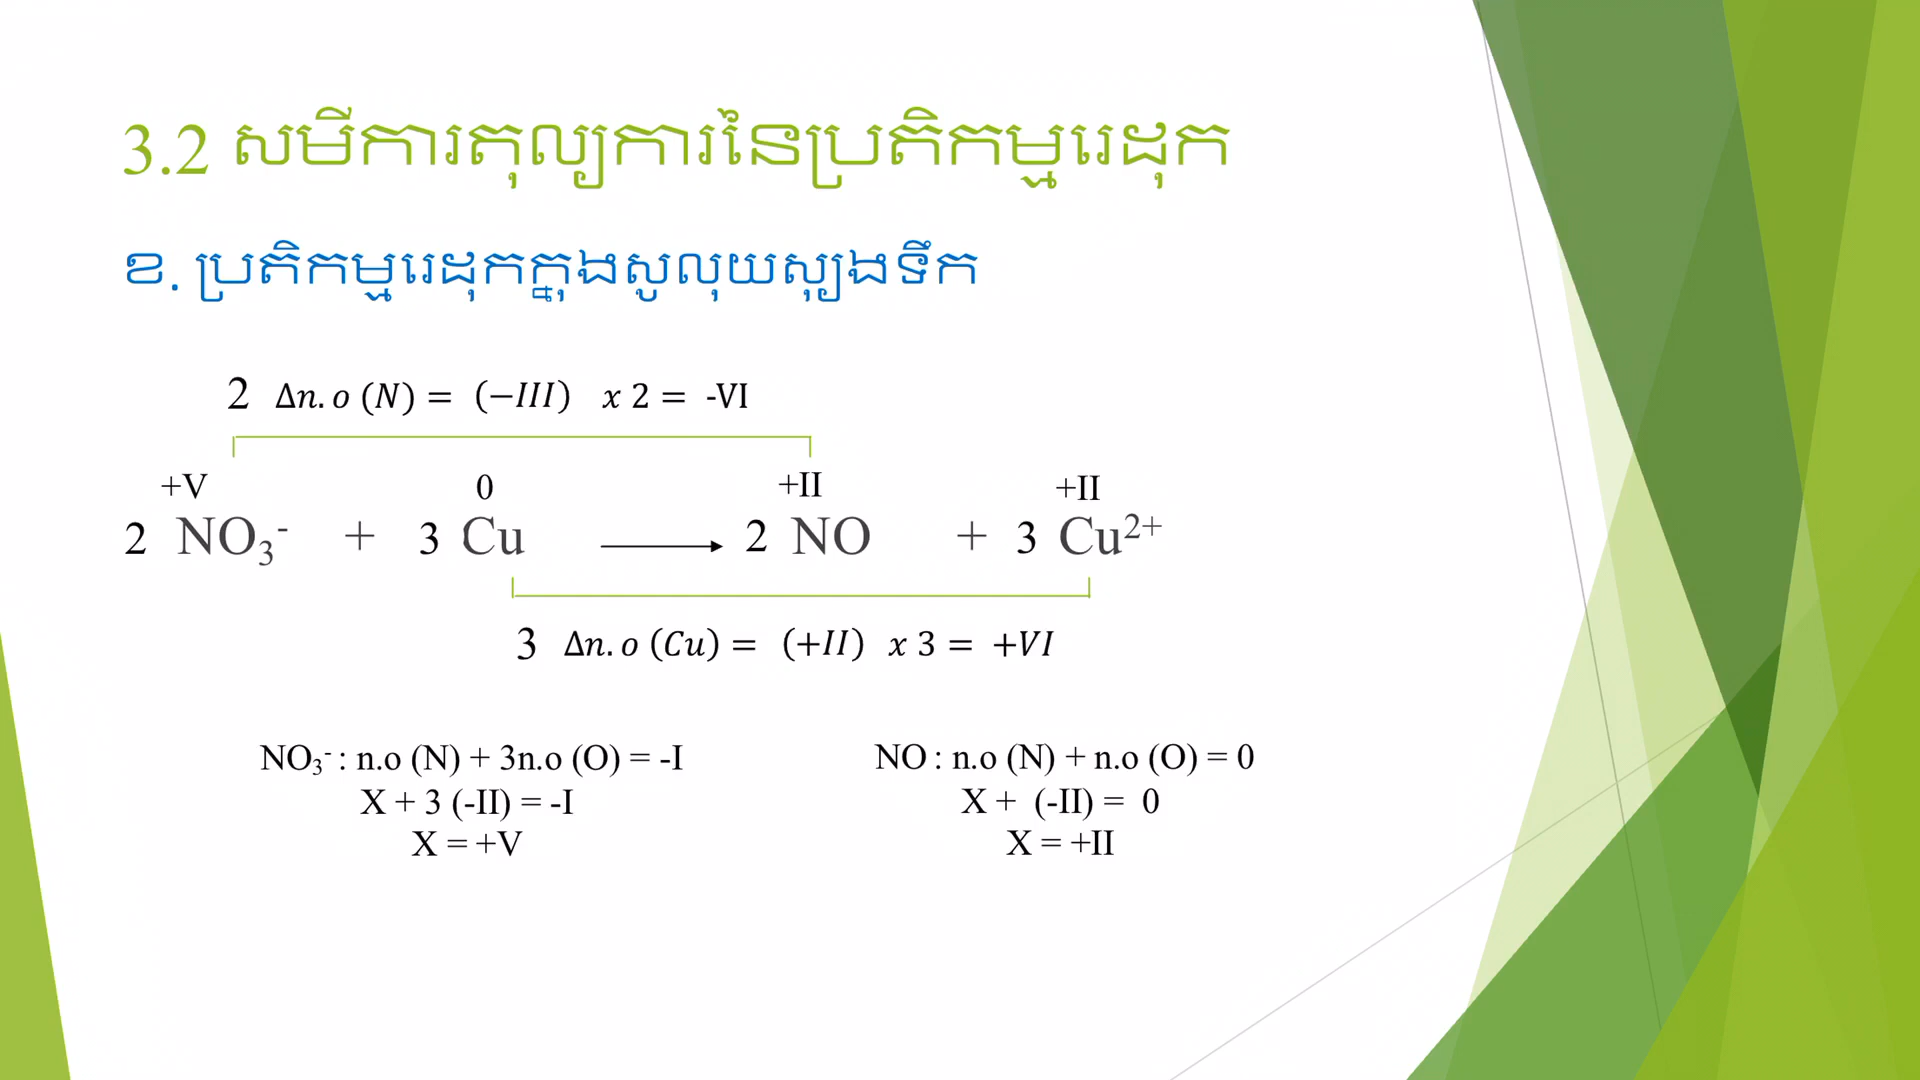 3.2 សមីការតុល្យការនៃប្រតិកម្មរេដុក
ខ. ប្រតិកម្មរេដុកក្នុងសូលុយស្យុងទឹក
2 Δn.o (N) = (−III) x 2 = -VI
+V 0 +II +II
2 NO₃⁻ + 3 Cu ⟶ 2 NO + 3 Cu²⁺
3 Δn.o (Cu) = (+II) x 3 = +VI
NO₃⁻ : n.o (N) + 3n.o (O) = -I
X + 3 (-II) = -I
X = +V
NO : n.o (N) + n.o (O) = 0
X + (-II) = 0
X = +II